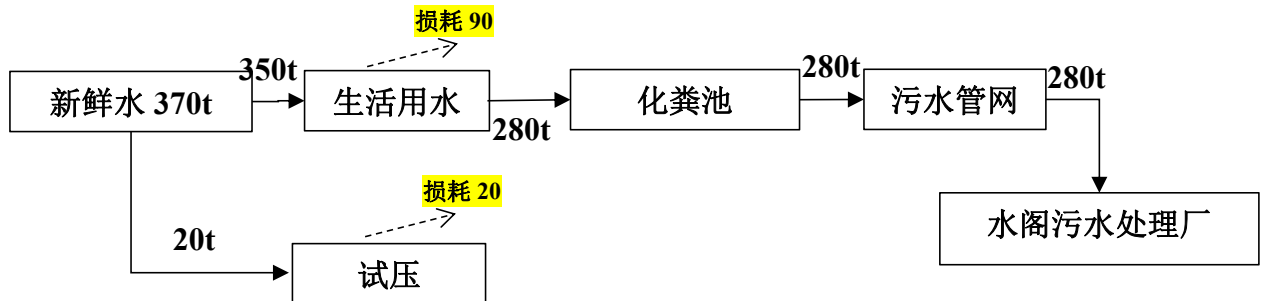 损耗 90
350t
新鲜水 370t
生活用水
280t
化粪池
280t
污水管网
280t
损耗 20
20t
试压
水阁污水处理厂